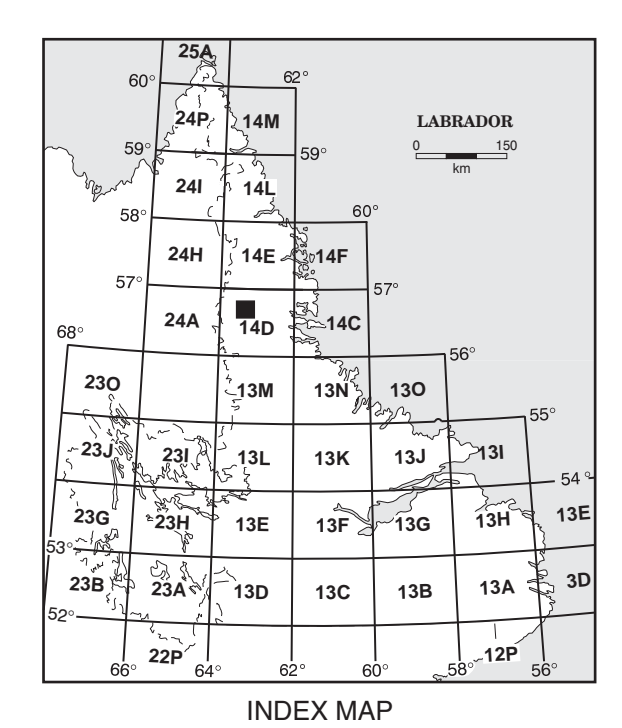 25A
60° 62°
24P 14M LABRADOR
59° 59° 0 150
km
24I 14L
58° 60°
24H 14E 14F
57° 57°
24A 14D 14C
68° 56°
23O 13M 13N 13O
55°
23J 23I 13L 13K 13J 13I
54°
23G 23H 13E 13F 13G 13H 13E
53°
23B 23A 13D 13C 13B 13A 3D
52°
22P 12P
66° 64° 62° 60° 58° 56°
INDEX MAP